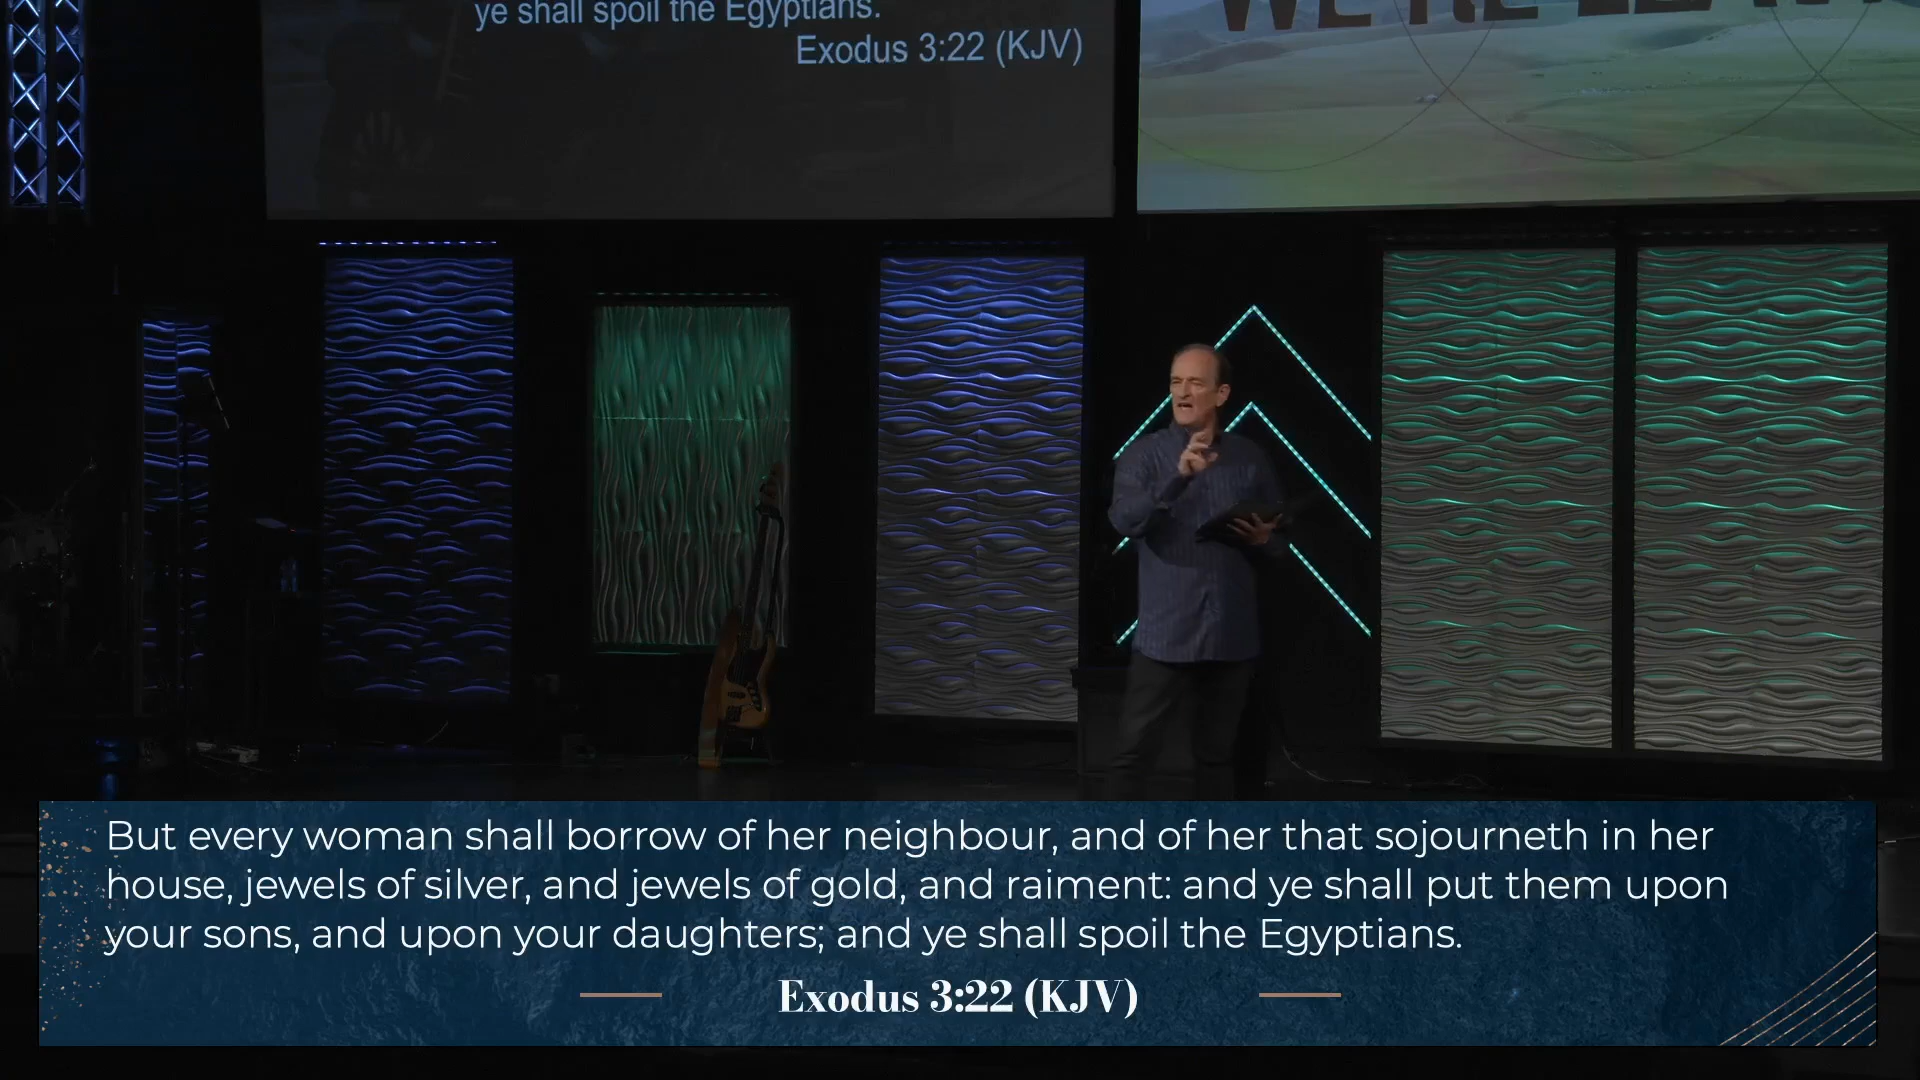 ye shall spoil the Egyptians.
Exodus 3:22 (KJV)
WE'RE
But every woman shall borrow of her neighbour, and of her that sojourneth in her
house, jewels of silver, and jewels of gold, and raiment: and ye shall put them upon
your sons, and upon your daughters; and ye shall spoil the Egyptians.
Exodus 3:22 (KJV)